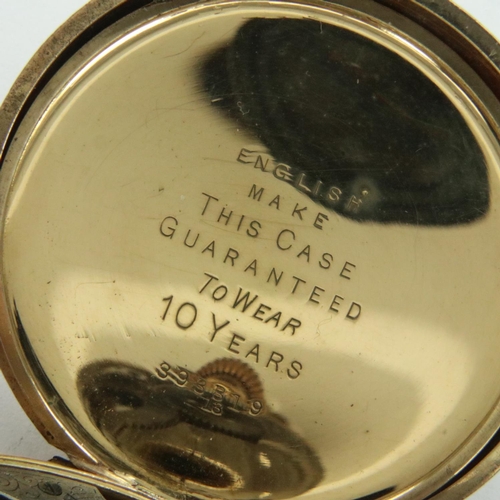 ENGLISH
MAKE
THIS CASE
GUARANTEED
TO WEAR
10 YEARS